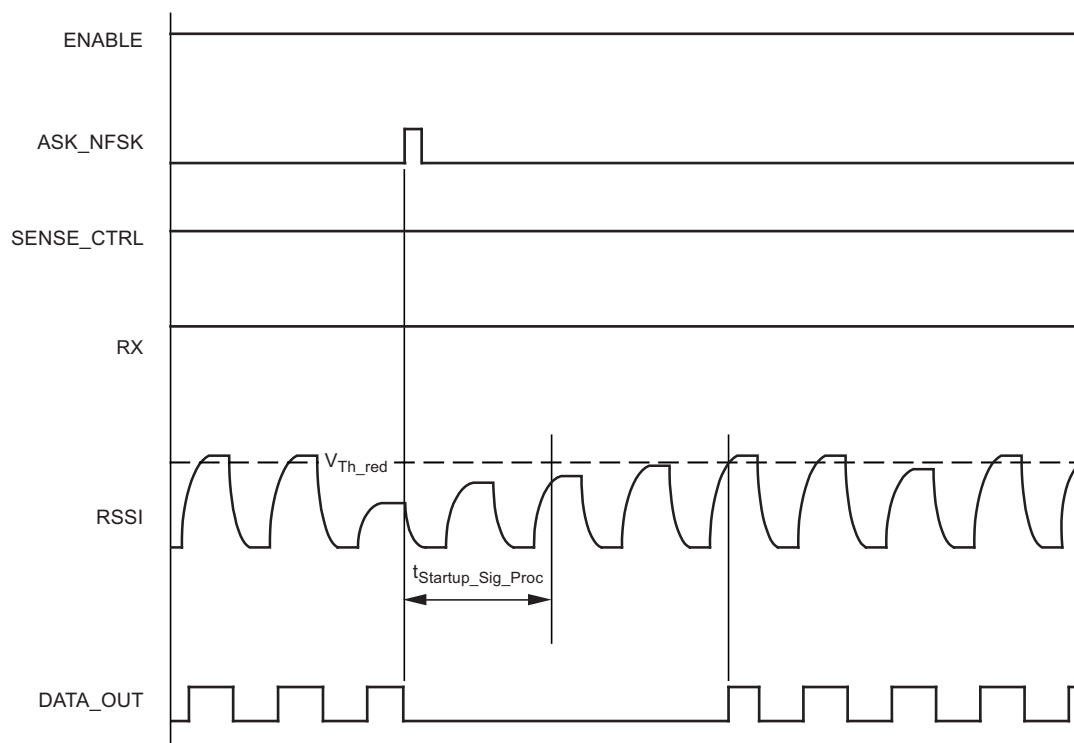 ENABLE
ASK_NFSK
SENSE_CTRL
RX
VTh_red
RSSI
tStartup_Sig_Proc
DATA_OUT